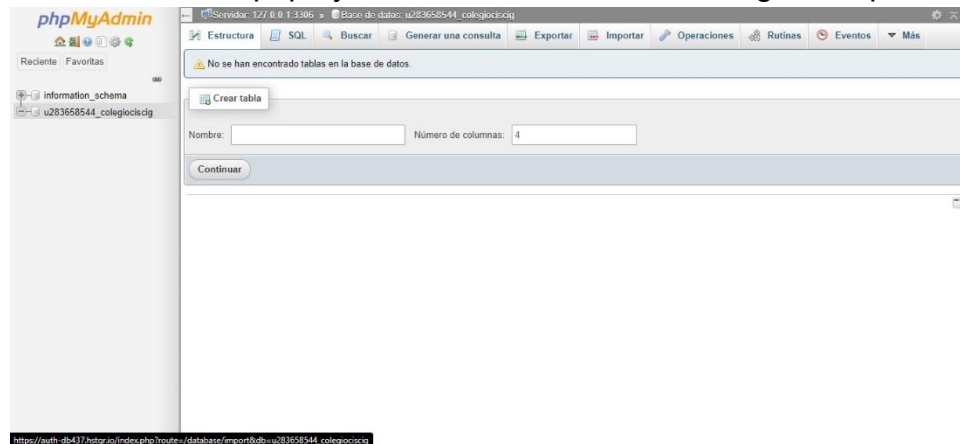 phpMyAdmin
Reciente Favoritas
information_schema
u283658544_colegiociscig
Servidor: 127.0.0.1:3306 » Base de datos: u283658544_colegiociscig
Estructura SQL Buscar Generar una consulta Exportar Importar Operaciones Rutinas Eventos Más
No se han encontrado tablas en la base de datos.
Crear tabla
Nombre: Número de columnas: 4
Continuar
https://auth-db437.hstgr.io/index.php?route=/database/import&db=u283658544_colegiociscig